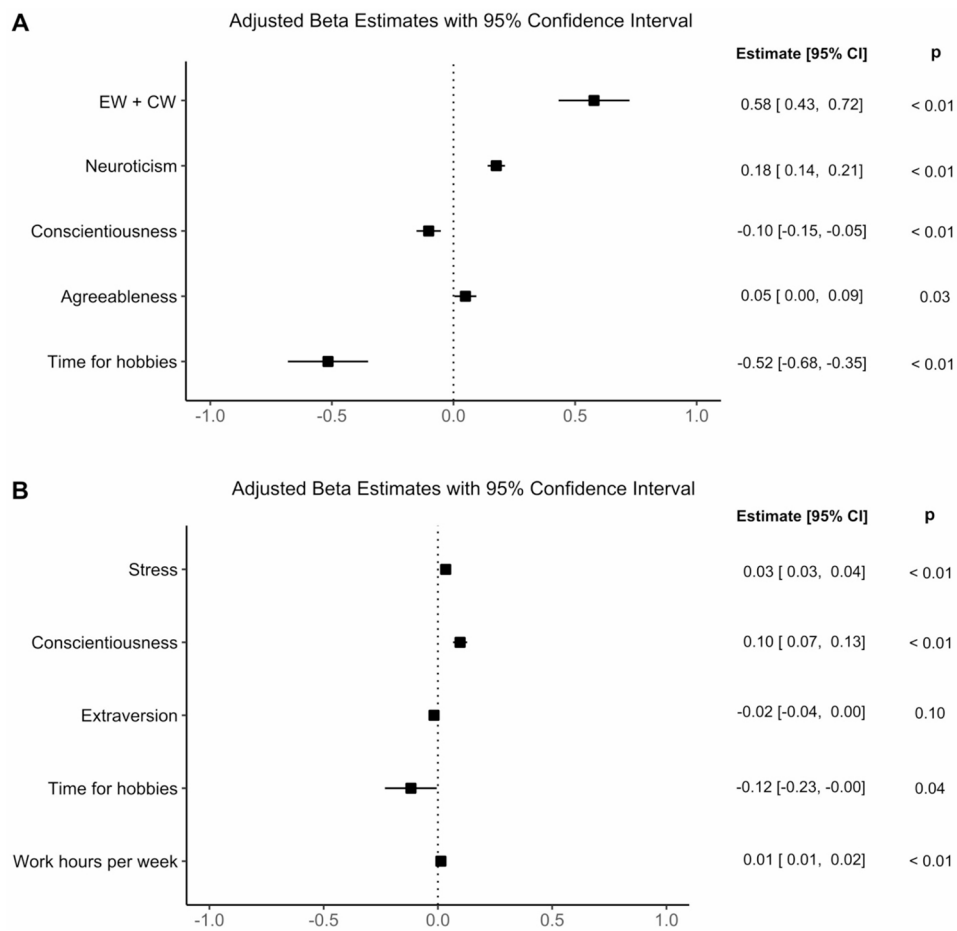 A
Adjusted Beta Estimates with 95% Confidence Interval
Estimate [95% CI] p
EW + CW 0.58 [ 0.43, 0.72] < 0.01
Neuroticism 0.18 [ 0.14, 0.21] < 0.01
Conscientiousness -0.10 [-0.15, -0.05] < 0.01
Agreeableness 0.05 [ 0.00, 0.09] 0.03
Time for hobbies -0.52 [-0.68, -0.35] < 0.01
-1.0 -0.5 0.0 0.5 1.0
B
Adjusted Beta Estimates with 95% Confidence Interval
Estimate [95% CI] p
Stress 0.03 [ 0.03, 0.04] < 0.01
Conscientiousness 0.10 [ 0.07, 0.13] < 0.01
Extraversion -0.02 [-0.04, 0.00] 0.10
Time for hobbies -0.12 [-0.23, -0.00] 0.04
Work hours per week 0.01 [ 0.01, 0.02] < 0.01
-1.0 -0.5 0.0 0.5 1.0